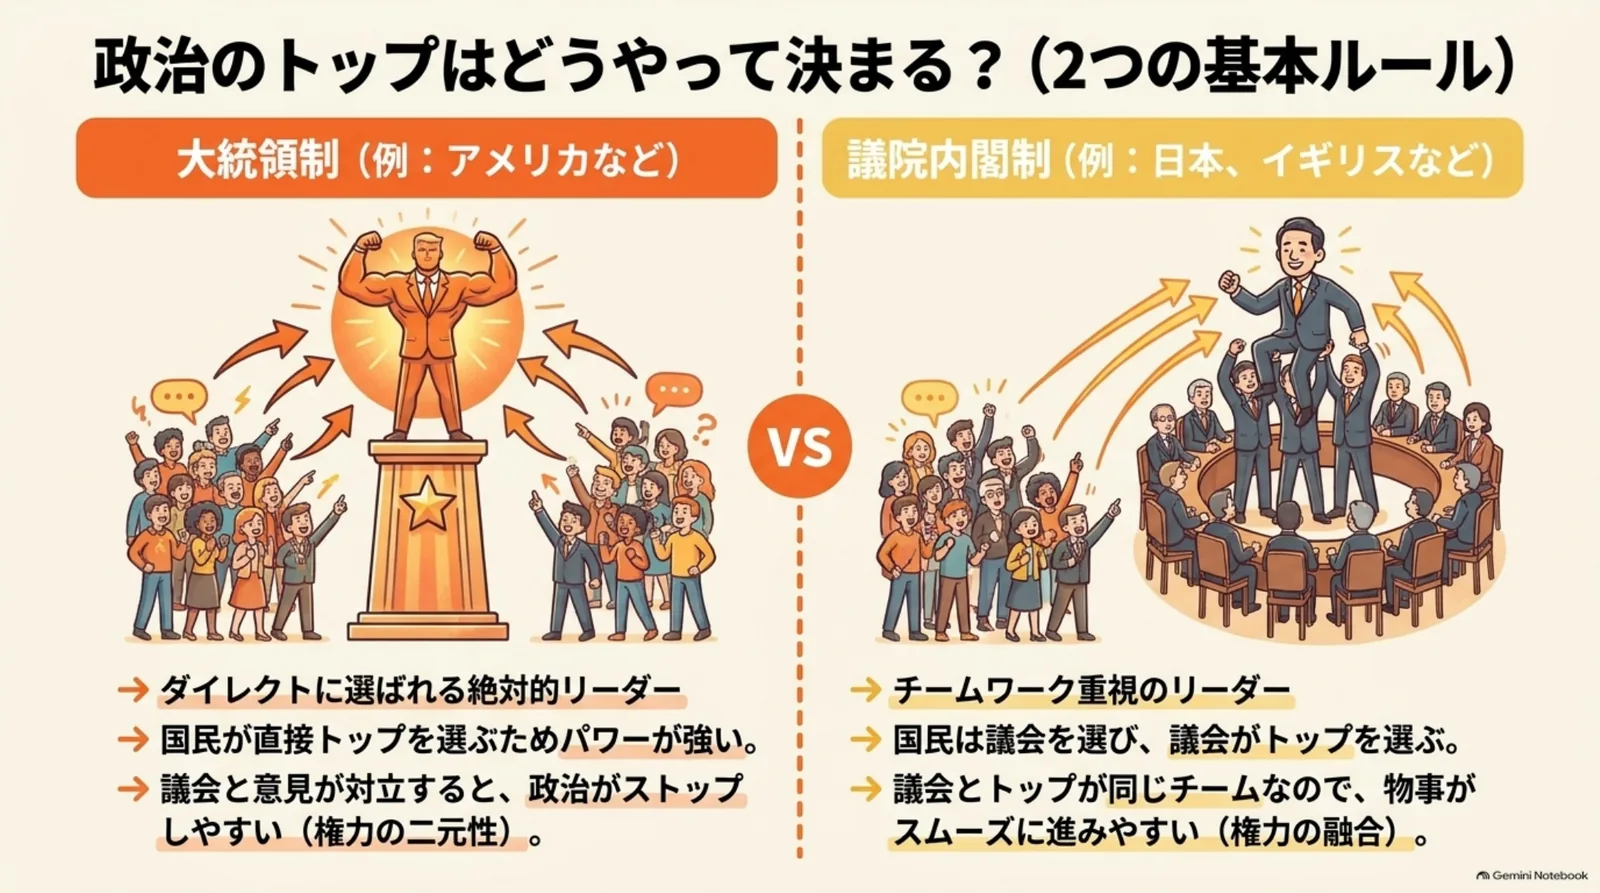 政治のトップはどうやって決まる？（2つの基本ルール）
大統領制（例：アメリカなど）
議院内閣制（例：日本、イギリスなど）
VS
→ ダイレクトに選ばれる絶対的リーダー
→ 国民が直接トップを選ぶためパワーが強い。
→ 議会と意見が対立すると、政治がストップ
しやすい（権力の二元性）。
→ チームワーク重視のリーダー
→ 国民は議会を選び、議会がトップを選ぶ。
→ 議会とトップが同じチームなので、物事が
スムーズに進みやすい（権力の融合）。
Gemini Notebook